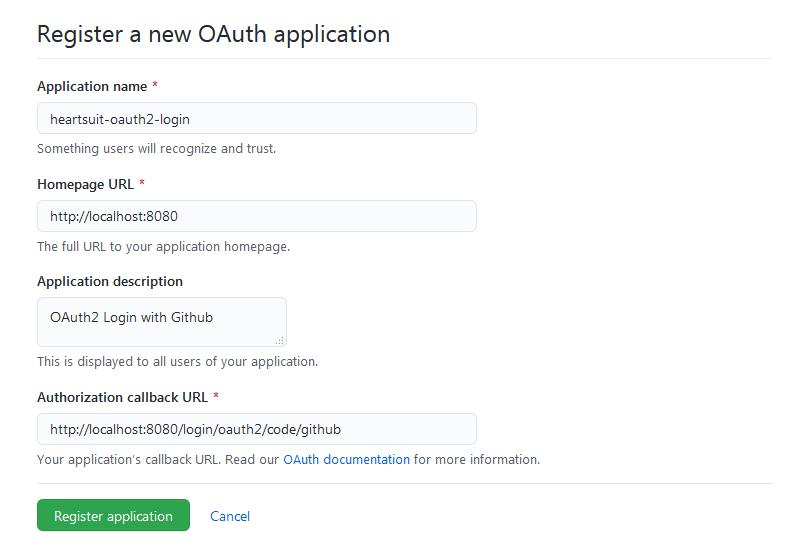 Register a new OAuth application
Application name *
heartsuit-oauth2-login
Something users will recognize and trust.
Homepage URL *
http://localhost:8080
The full URL to your application homepage.
Application description
OAuth2 Login with Github
This is displayed to all users of your application.
Authorization callback URL *
http://localhost:8080/login/oauth2/code/github
Your application's callback URL. Read our OAuth documentation for more information.
Register application Cancel